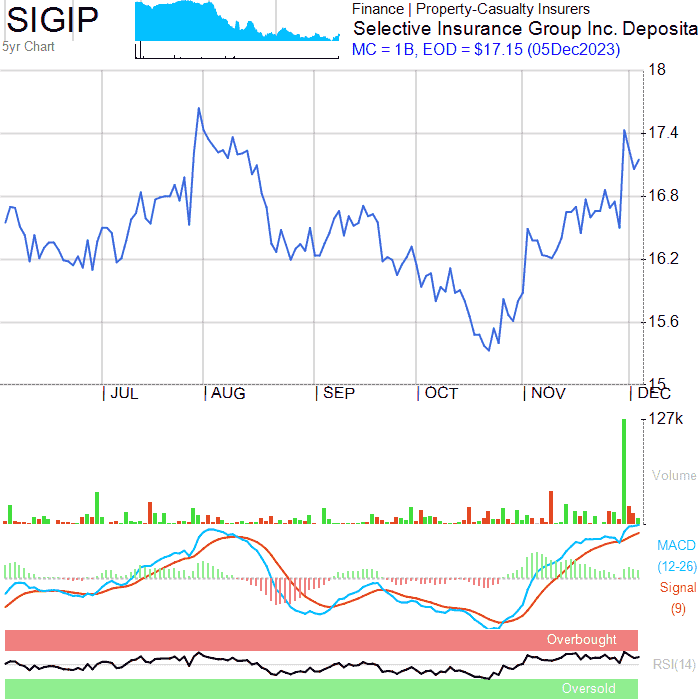 SIGIP
5yr Chart
Finance | Property-Casualty Insurers
Selective Insurance Group Inc. Deposita
MC = 1B, EOD = $17.15 (05Dec2023)
18
17.4
16.8
16.2
15.6
15
JUL AUG SEP OCT NOV DEC
127k
Volume
MACD
(12-26)
Signal
(9)
Overbought
RSI(14)
Oversold